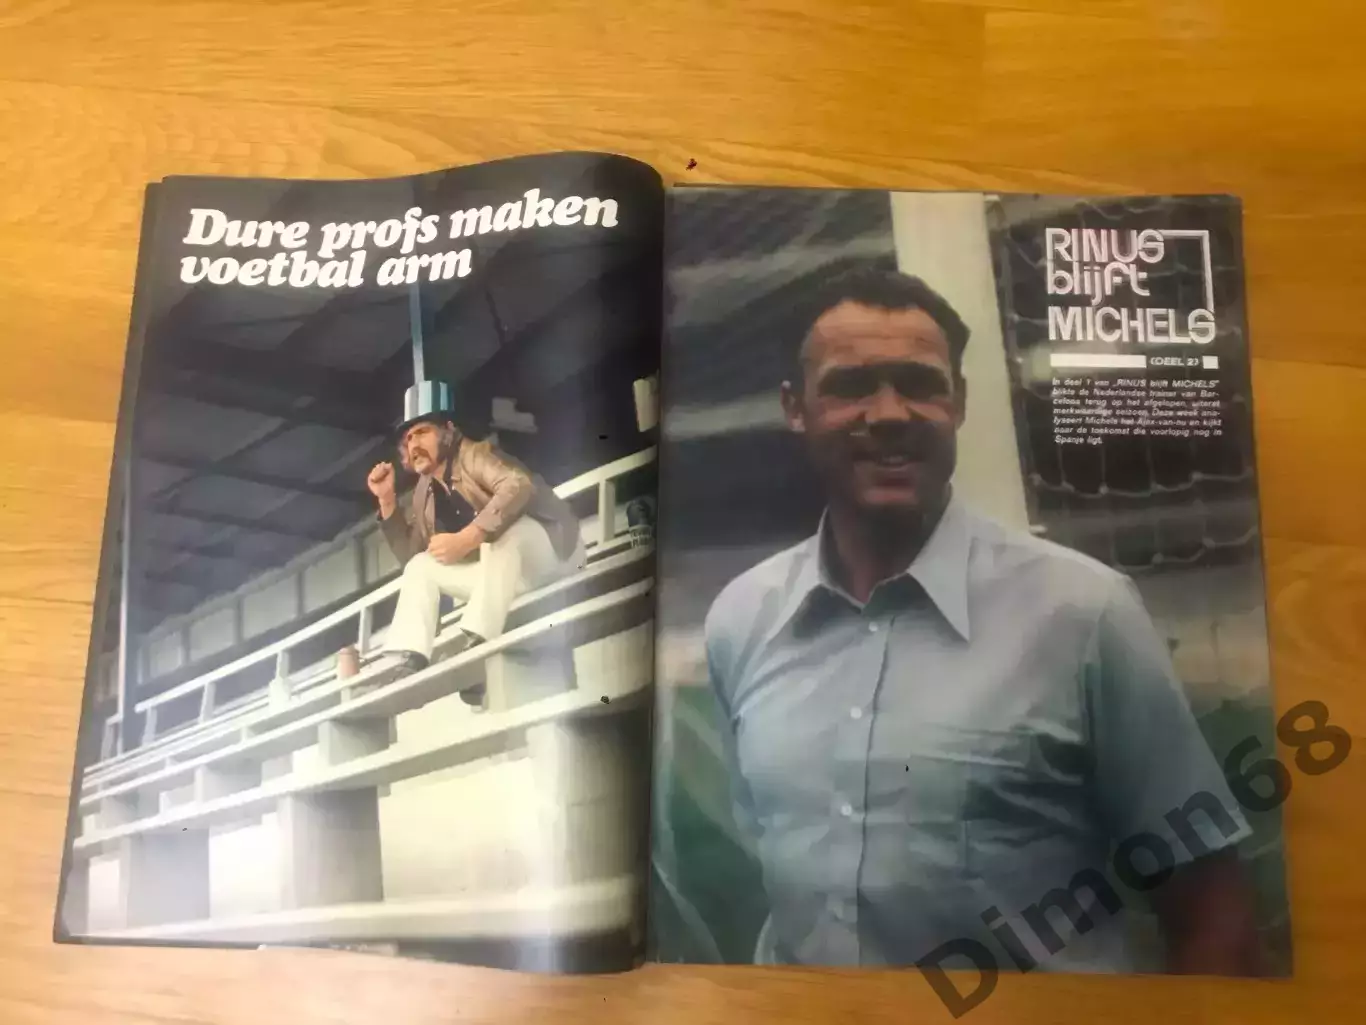 Dure profs maken
voetbal arm
RINUS
blijft
MICHELS
(DEEL 2)
In deel 1 van „RINUS blijft MICHELS"
blikte de Nederlandse trainer van Bar-
celona terug op het afgelopen, uiterst
merkwaardige seizoen. Deze week ana-
lyseert Michels het Ajax-van-nu en kijkt
naar de toekomst die voorlopig nog in
Spanje ligt.
Dimon68